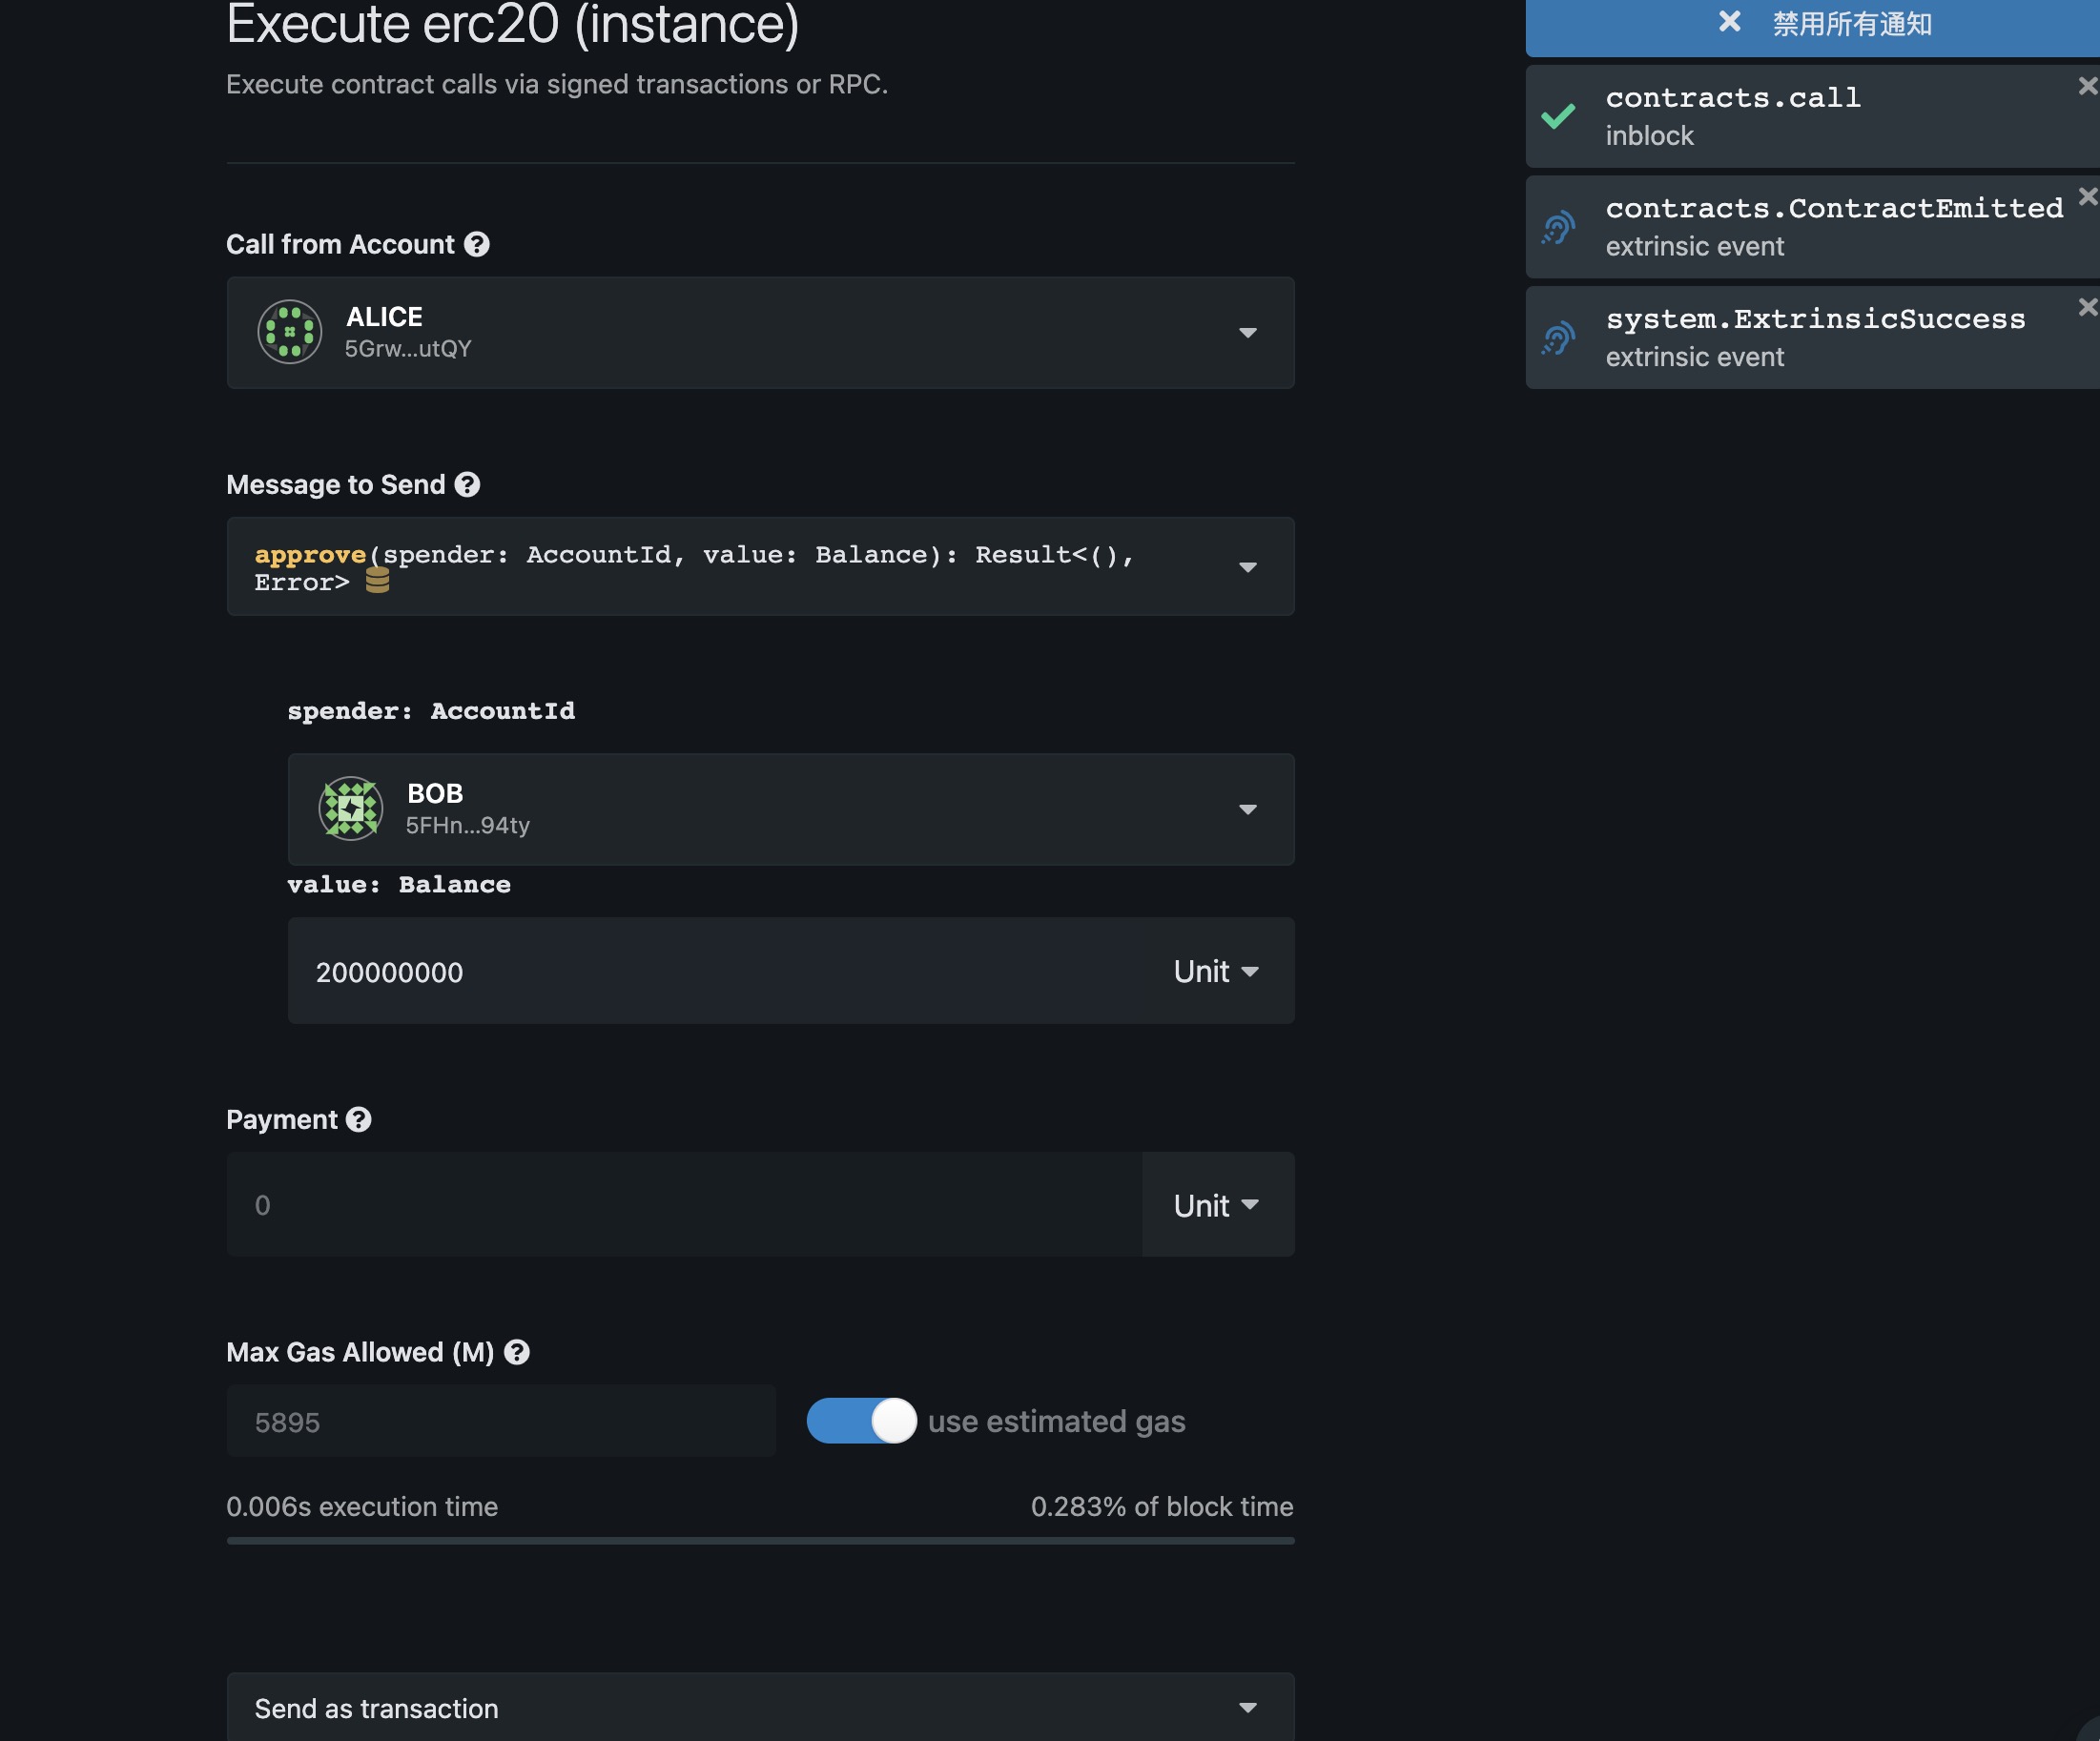 Execute erc20 (instance)
Execute contract calls via signed transactions or RPC.
Call from Account
ALICE
5Grw...utQY
Message to Send
approve(spender: AccountId, value: Balance): Result<(),
Error>
spender: AccountId
BOB
5FHn...94ty
value: Balance
200000000
Unit
Payment
0
Unit
Max Gas Allowed (M)
5895
use estimated gas
0.006s execution time
0.283% of block time
Send as transaction
禁用所有通知
contracts.call
inblock
contracts.ContractEmitted
extrinsic event
system.ExtrinsicSuccess
extrinsic event